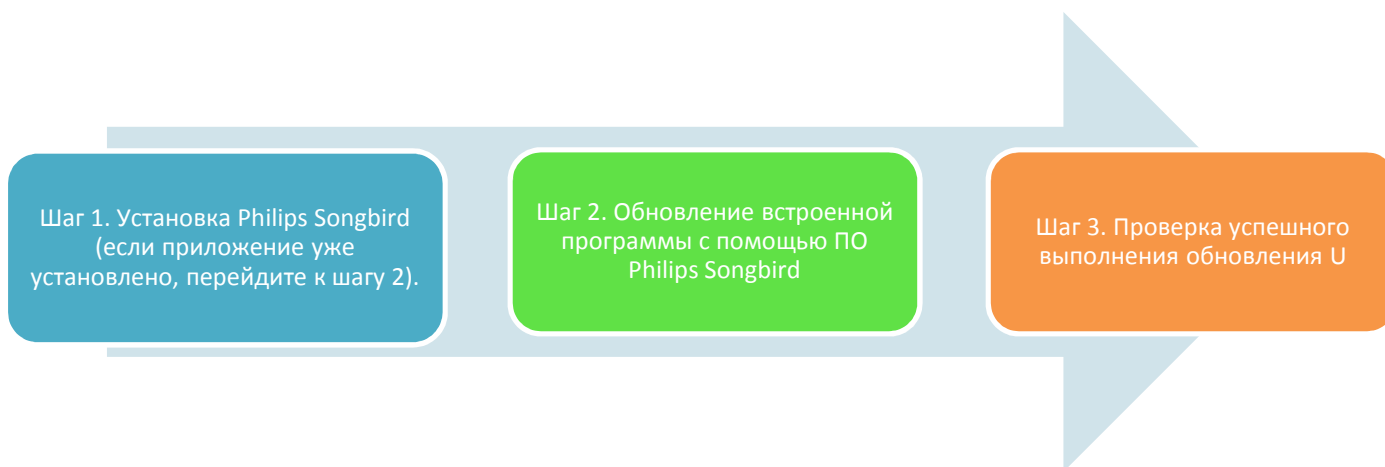 Шаг 1. Установка Philips Songbird
(если приложение уже
установлено, перейдите к шагу 2).
Шаг 2. Обновление встроенной
программы с помощью ПО
Philips Songbird
Шаг 3. Проверка успешного
выполнения обновления U